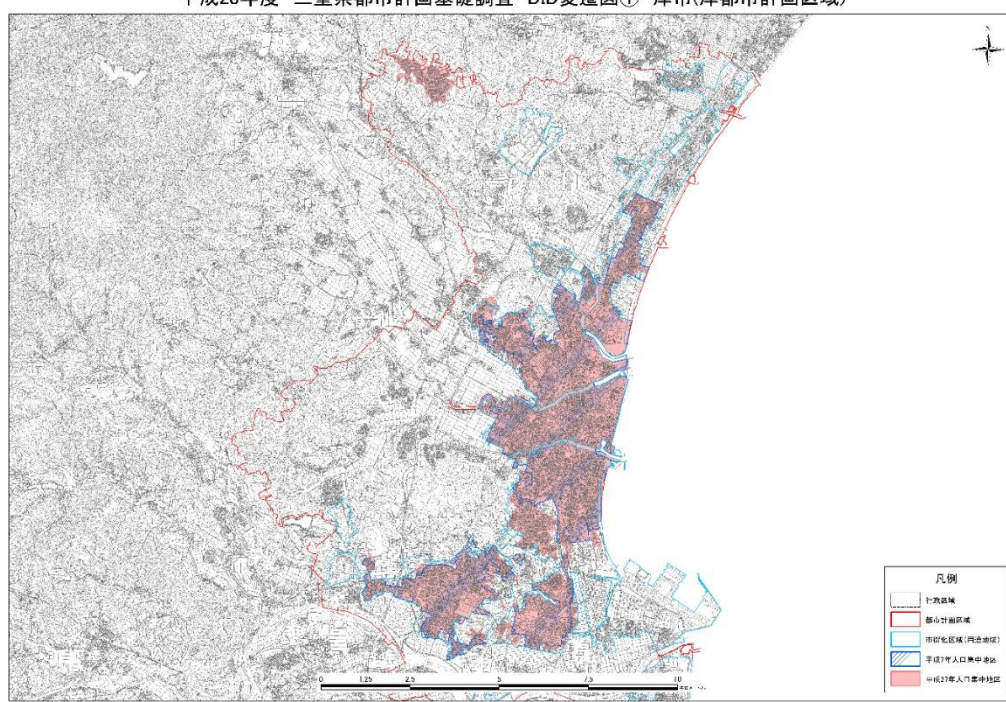 平成28年度 三重県都市計画基礎調査 DID変遷図① 津市(津都市計画区域)
凡例
行政区域
都市計画区域
市街化区域(用途地域)
平成7年人口集中地区
平成27年人口集中地区
0 1.25 2.5 5 7.5 10